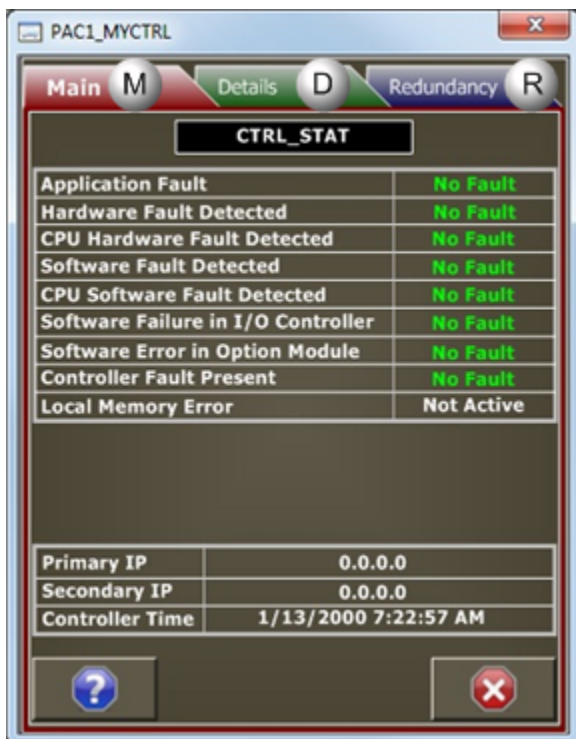 PAC1_MYCTRL
Main M Details D Redundancy R
CTRL_STAT
Application Fault No Fault
Hardware Fault Detected No Fault
CPU Hardware Fault Detected No Fault
Software Fault Detected No Fault
CPU Software Fault Detected No Fault
Software Failure in I/O Controller No Fault
Software Error in Option Module No Fault
Controller Fault Present No Fault
Local Memory Error Not Active
Primary IP 0.0.0.0
Secondary IP 0.0.0.0
Controller Time 1/13/2000 7:22:57 AM
?